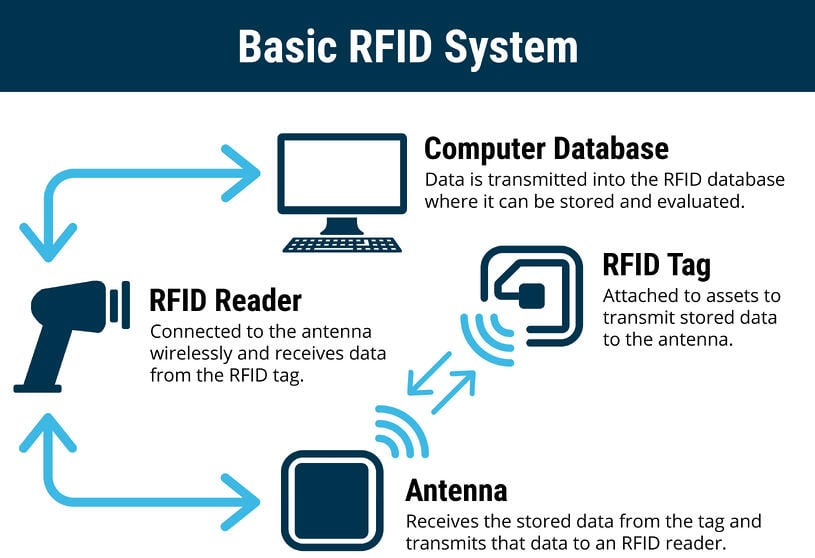 Basic RFID System
Computer Database
Data is transmitted into the RFID database
where it can be stored and evaluated.
RFID Tag
Attached to assets to
transmit stored data
to the antenna.
RFID Reader
Connected to the antenna
wirelessly and receives data
from the RFID tag.
Antenna
Receives the stored data from the tag and
transmits that data to an RFID reader.